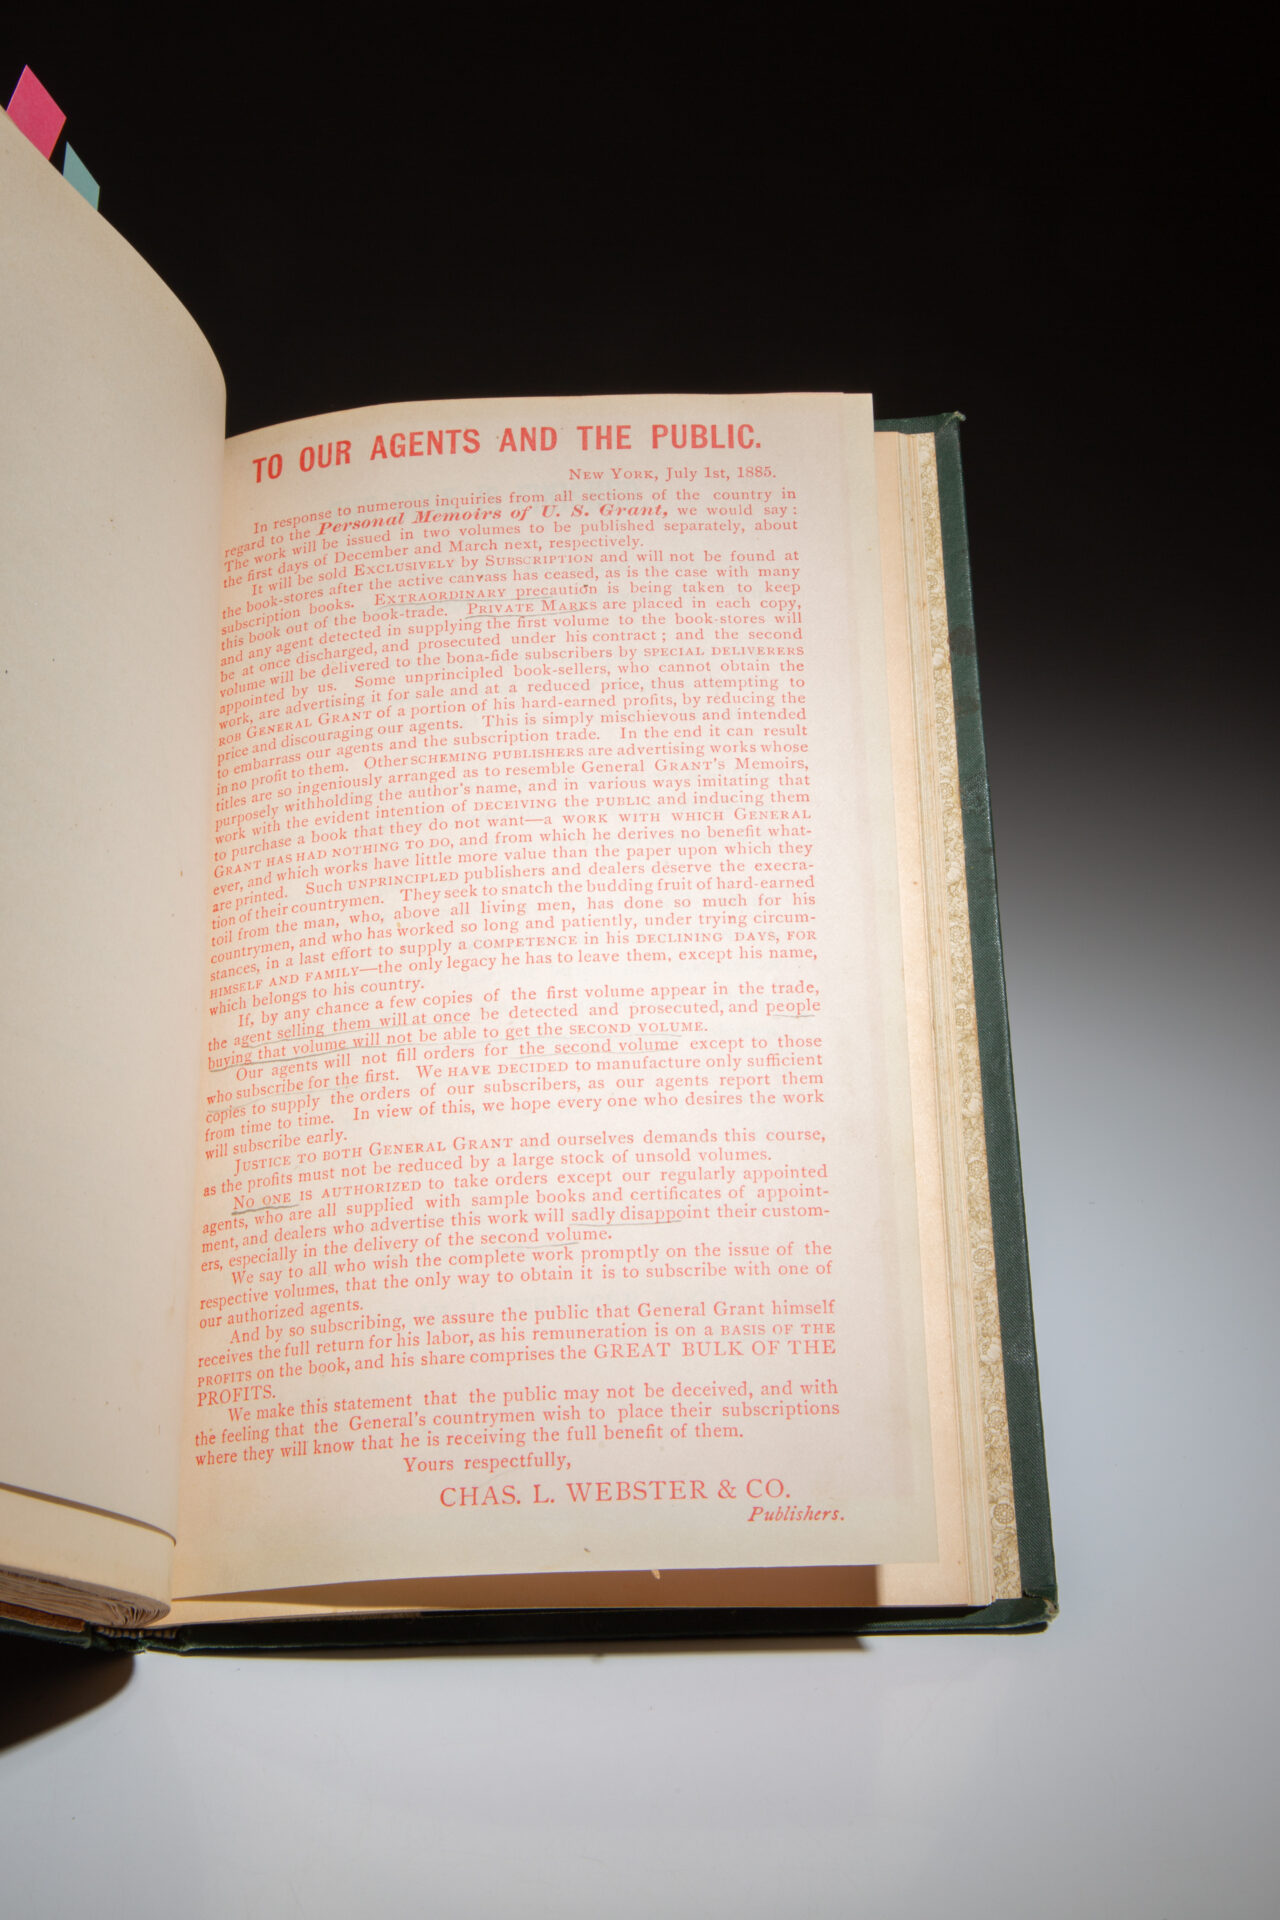 TO OUR AGENTS AND THE PUBLIC.
NEW YORK, July 1st, 1885.
In response to numerous inquiries from all sections of the country in
regard to the Personal Memoirs of U. S. Grant, we would say:
The work will be issued in two volumes to be published separately, about
the first days of December and March next, respectively.
It will be sold EXCLUSIVELY by SUBSCRIPTION and will not be found at
the book-stores after the active canvass has ceased, as is the case with many
subscription books. EXTRAORDINARY precaution is being taken to keep
this book out of the book-trade. PRIVATE MARKS are placed in each copy,
and any agent detected in supplying the first volume to the book-stores will
be at once discharged, and prosecuted under his contract; and the second
volume will be delivered to the bona-fide subscribers by SPECIAL DELIVERERS
appointed by us. Some unprincipled book-sellers, who cannot obtain the
work, are advertising it for sale and at a reduced price, thus attempting to
ROB GENERAL GRANT of a portion of his hard-earned profits, by reducing the
price and discouraging our agents. This is simply mischievous and intended
to embarrass our agents and the subscription trade. In the end it can result
in no profit to them. Other SCHEMING PUBLISHERS are advertising works whose
titles are so ingeniously arranged as to resemble General GRANT'S Memoirs,
purposely withholding the author's name, and in various ways imitating that
work with the evident intention of DECEIVING the PUBLIC and inducing them
to purchase a book that they do not want—a WORK WITH WHICH GENERAL
GRANT HAS HAD NOTHING TO DO, and from which he derives no benefit what-
ever, and which works have little more value than the paper upon which they
are printed. Such UNPRINCIPLED publishers and dealers deserve the execra-
tion of their countrymen. They seek to snatch the budding fruit of hard-earned
toil from the man, who, above all living men, has done so much for his
countrymen, and who has worked so long and patiently, under trying circum-
stances, in a last effort to supply a COMPETENCE in his DECLINING DAYS, FOR
HIMSELF AND FAMILY—the only legacy he has to leave them, except his name,
which belongs to his country.
If, by any chance a few copies of the first volume appear in the trade,
the agent selling them will at once be detected and prosecuted, and people
buying that volume will not be able to get the SECOND VOLUME.
Our agents will not fill orders for the second volume except to those
who subscribe for the first. We HAVE DECIDED to manufacture only sufficient
copies to supply the orders of our subscribers, as our agents report them
from time to time. In view of this, we hope every one who desires the work
will subscribe early.
JUSTICE TO BOTH GENERAL GRANT and ourselves demands this course,
as the profits must not be reduced by a large stock of unsold volumes.
NO ONE IS AUTHORIZED to take orders except our regularly appointed
agents, who are all supplied with sample books and certificates of appoint-
ment, and dealers who advertise this work will sadly disappoint their custom-
ers, especially in the delivery of the second volume.
We say to all who wish the complete work promptly on the issue of the
respective volumes, that the only way to obtain it is to subscribe with one of
our authorized agents.
And by so subscribing, we assure the public that General Grant himself
receives the full return for his labor, as his remuneration is on a BASIS OF THE
PROFITS on the book, and his share comprises the GREAT BULK OF THE
PROFITS.
We make this statement that the public may not be deceived, and with
the feeling that the General's countrymen wish to place their subscriptions
where they will know that he is receiving the full benefit of them.
Yours respectfully,
CHAS. L. WEBSTER & CO.
Publishers.